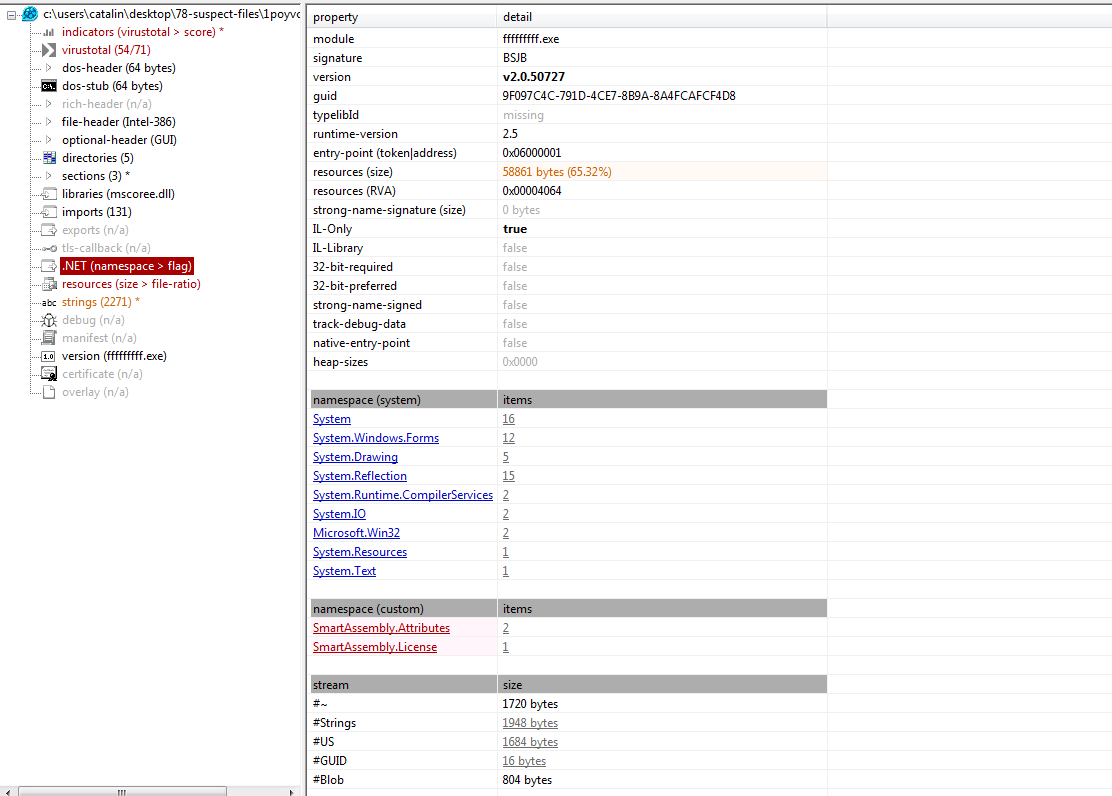 c:\users\catalin\desktop\78-suspect-files\1poyvc
indicators (virustotal > score) *
virustotal (54/71)
dos-header (64 bytes)
dos-stub (64 bytes)
rich-header (n/a)
file-header (Intel-386)
optional-header (GUI)
directories (5)
sections (3) *
libraries (mscoree.dll)
imports (131)
exports (n/a)
tls-callback (n/a)
.NET (namespace > flag)
resources (size > file-ratio)
abc strings (2271) *
debug (n/a)
manifest (n/a)
1.0 version (fffffffff.exe)
certificate (n/a)
overlay (n/a)
property detail
module fffffffff.exe
signature BSJB
version v2.0.50727
guid 9F097C4C-791D-4CE7-8B9A-8A4FCAFCF4D8
typelibId missing
runtime-version 2.5
entry-point (token|address) 0x06000001
resources (size) 58861 bytes (65.32%)
resources (RVA) 0x00004064
strong-name-signature (size) 0 bytes
IL-Only true
IL-Library false
32-bit-required false
32-bit-preferred false
strong-name-signed false
track-debug-data false
native-entry-point false
heap-sizes 0x0000
namespace (system) items
System 16
System.Windows.Forms 12
System.Drawing 5
System.Reflection 15
System.Runtime.CompilerServices 2
System.IO 2
Microsoft.Win32 2
System.Resources 1
System.Text 1
namespace (custom) items
SmartAssembly.Attributes 2
SmartAssembly.License 1
stream size
#~ 1720 bytes
#Strings 1948 bytes
#US 1684 bytes
#GUID 16 bytes
#Blob 804 bytes